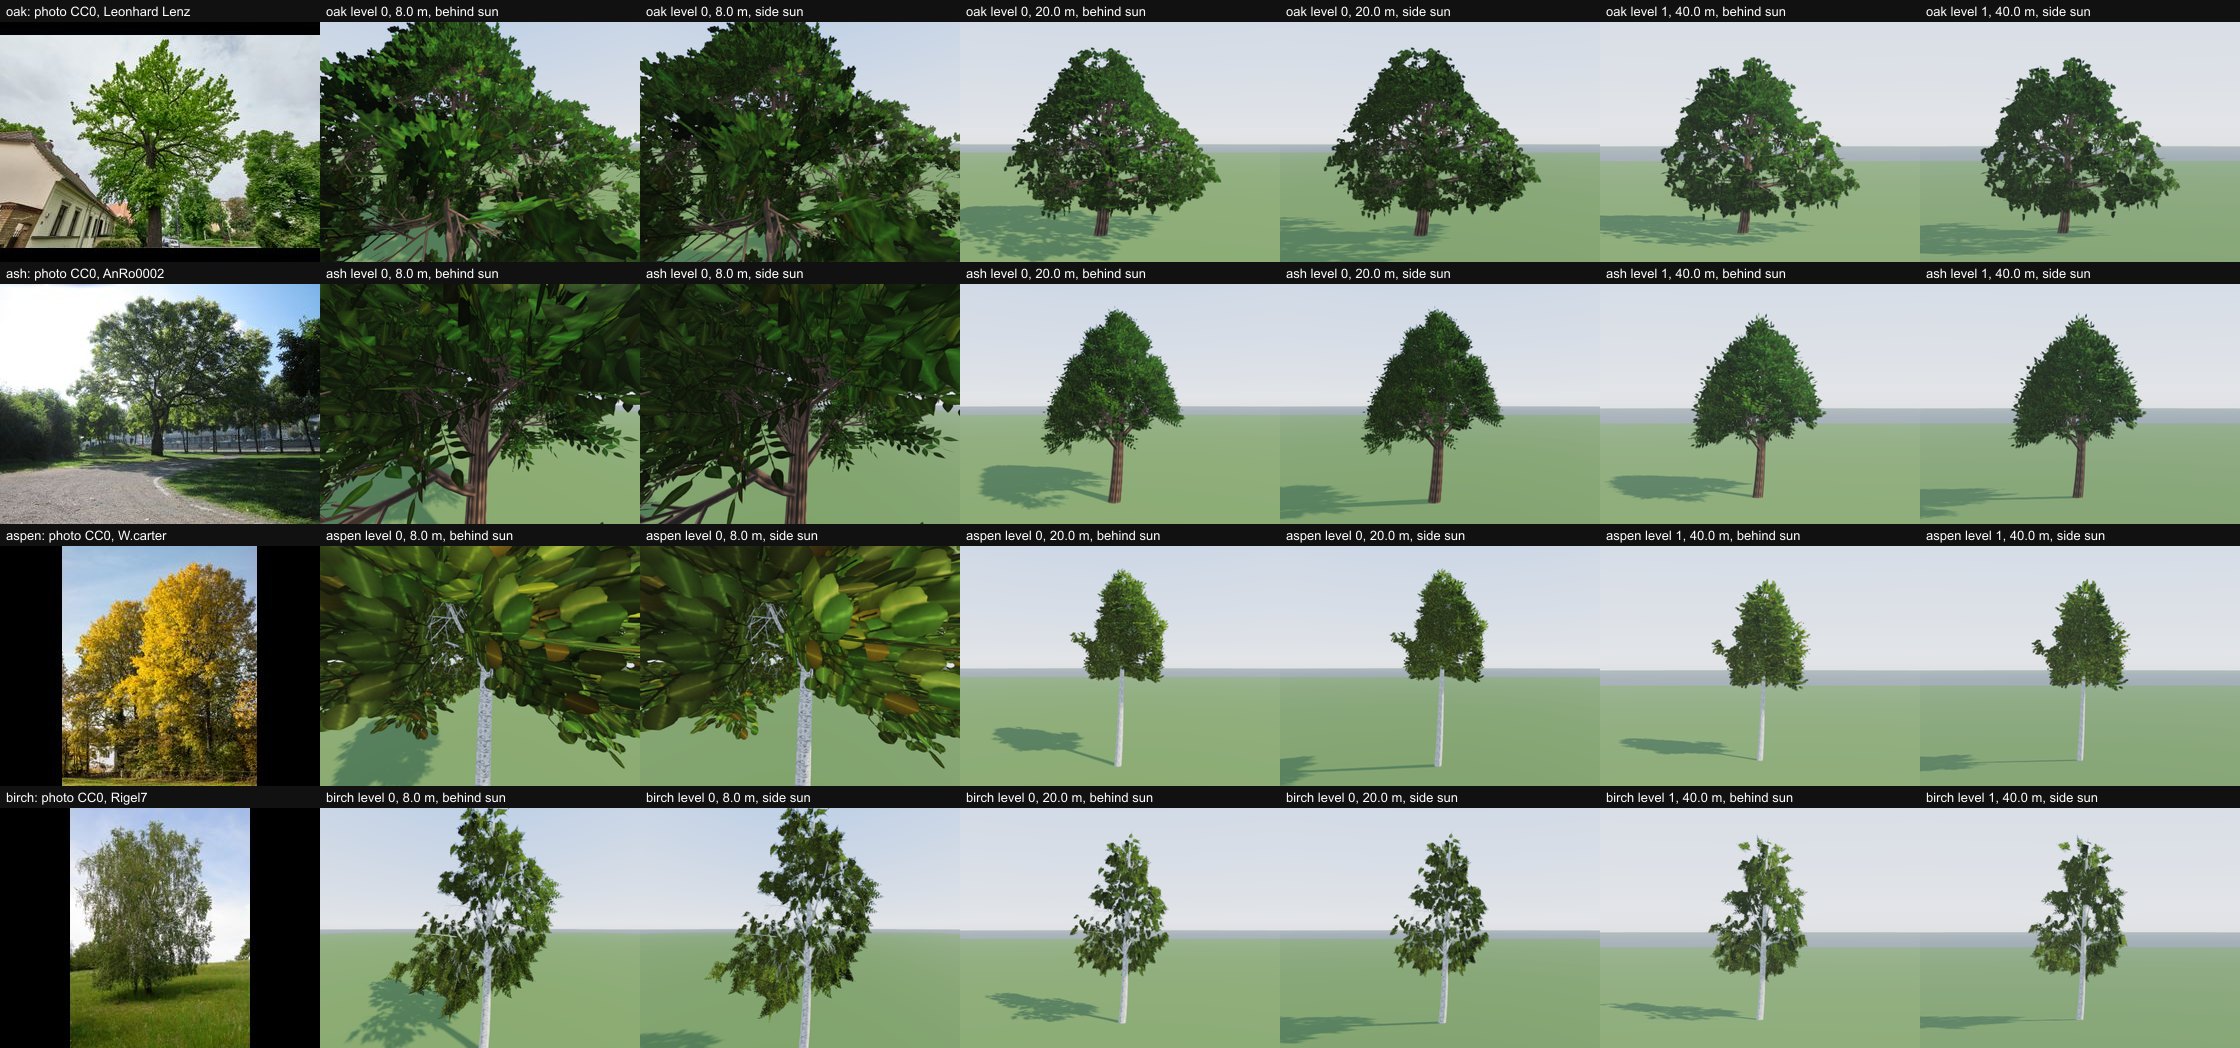 oak: photo CC0, Leonhard Lenz
oak level 0, 8.0 m, behind sun
oak level 0, 8.0 m, side sun
oak level 0, 20.0 m, behind sun
oak level 0, 20.0 m, side sun
oak level 1, 40.0 m, behind sun
oak level 1, 40.0 m, side sun
ash: photo CC0, AnRo0002
ash level 0, 8.0 m, behind sun
ash level 0, 8.0 m, side sun
ash level 0, 20.0 m, behind sun
ash level 0, 20.0 m, side sun
ash level 1, 40.0 m, behind sun
ash level 1, 40.0 m, side sun
aspen: photo CC0, W.carter
aspen level 0, 8.0 m, behind sun
aspen level 0, 8.0 m, side sun
aspen level 0, 20.0 m, behind sun
aspen level 0, 20.0 m, side sun
aspen level 1, 40.0 m, behind sun
aspen level 1, 40.0 m, side sun
birch: photo CC0, Rigel7
birch level 0, 8.0 m, behind sun
birch level 0, 8.0 m, side sun
birch level 0, 20.0 m, behind sun
birch level 0, 20.0 m, side sun
birch level 1, 40.0 m, behind sun
birch level 1, 40.0 m, side sun